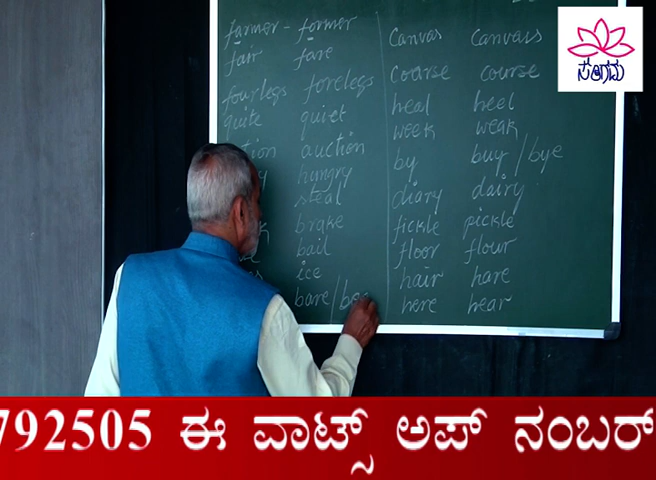 farmer - former
fair fare
fourlegs forelegs
quite quiet
auction
hungry
steal
brake
bail
ice
bare /
canvas canvass
coarse course
heal heel
week weak
by buy / bye
diary dairy
fickle pickle
floor flour
hair hare
here hear
ಸಹಿಗಮ
792505 ಈ ವಾಟ್ಸ್ ಅಪ್ ನಂಬರ್